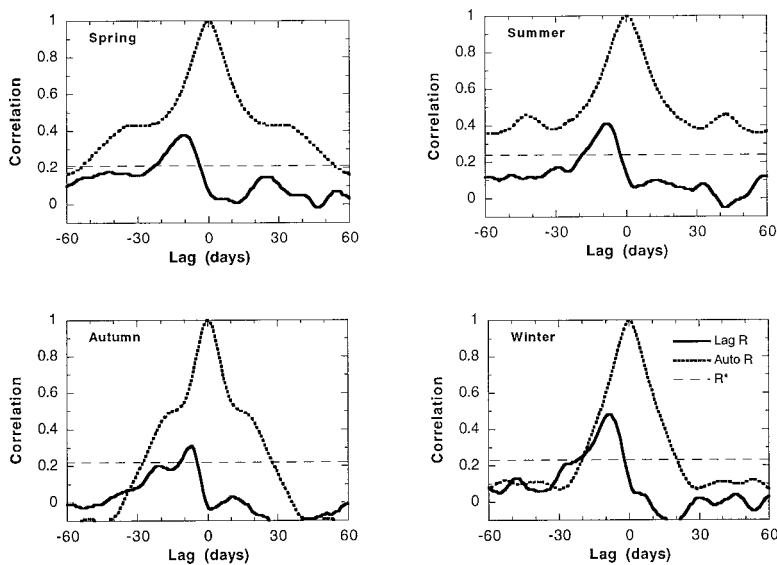 Spring
Correlation
1
0.8
0.6
0.4
0.2
0
-60
-30
0
30
60
Lag (days)
Summer
Correlation
1
0.8
0.6
0.4
0.2
0
-60
-30
0
30
60
Lag (days)
Autumn
Correlation
1
0.8
0.6
0.4
0.2
0
-60
-30
0
30
60
Lag (days)
Winter
Lag R
Auto R
R*
Correlation
1
0.8
0.6
0.4
0.2
0
-60
-30
0
30
60
Lag (days)